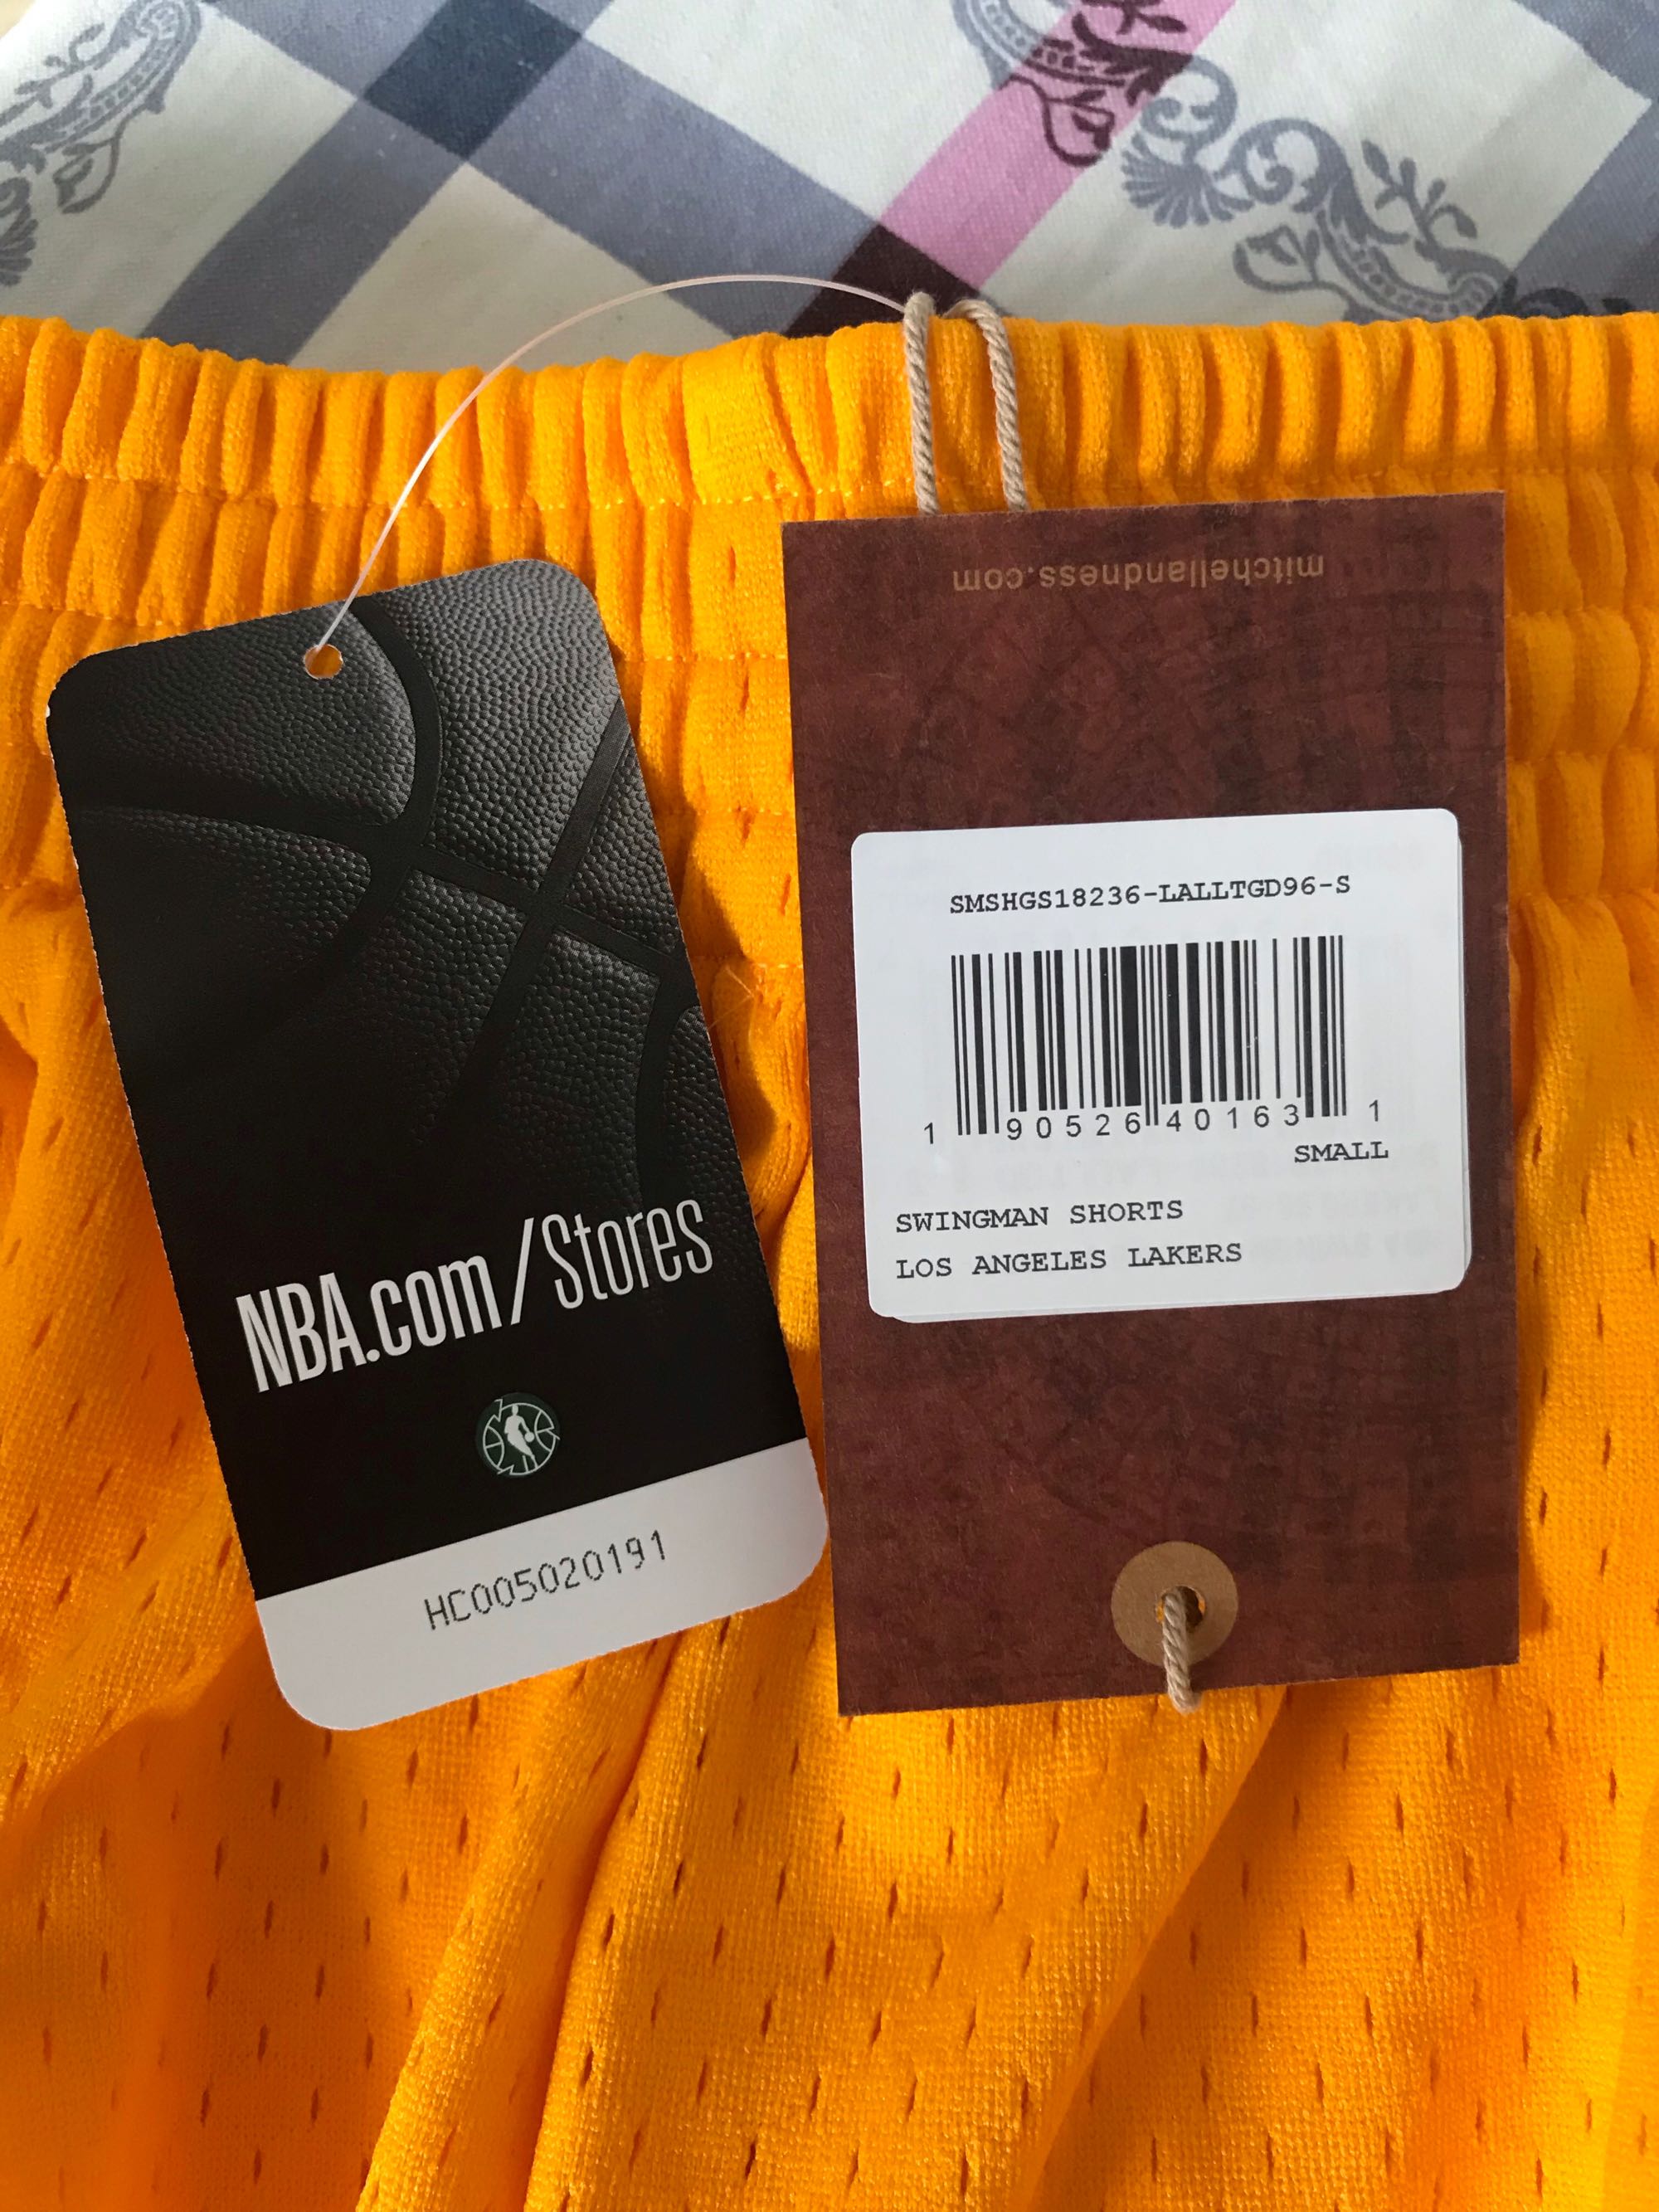 NBA.com/Stores
HC005020191
mitchellandness.com
SMSHGS18236-LALLTGD96-S
1 90526 40163 1
SMALL
SWINGMAN SHORTS
LOS ANGELES LAKERS